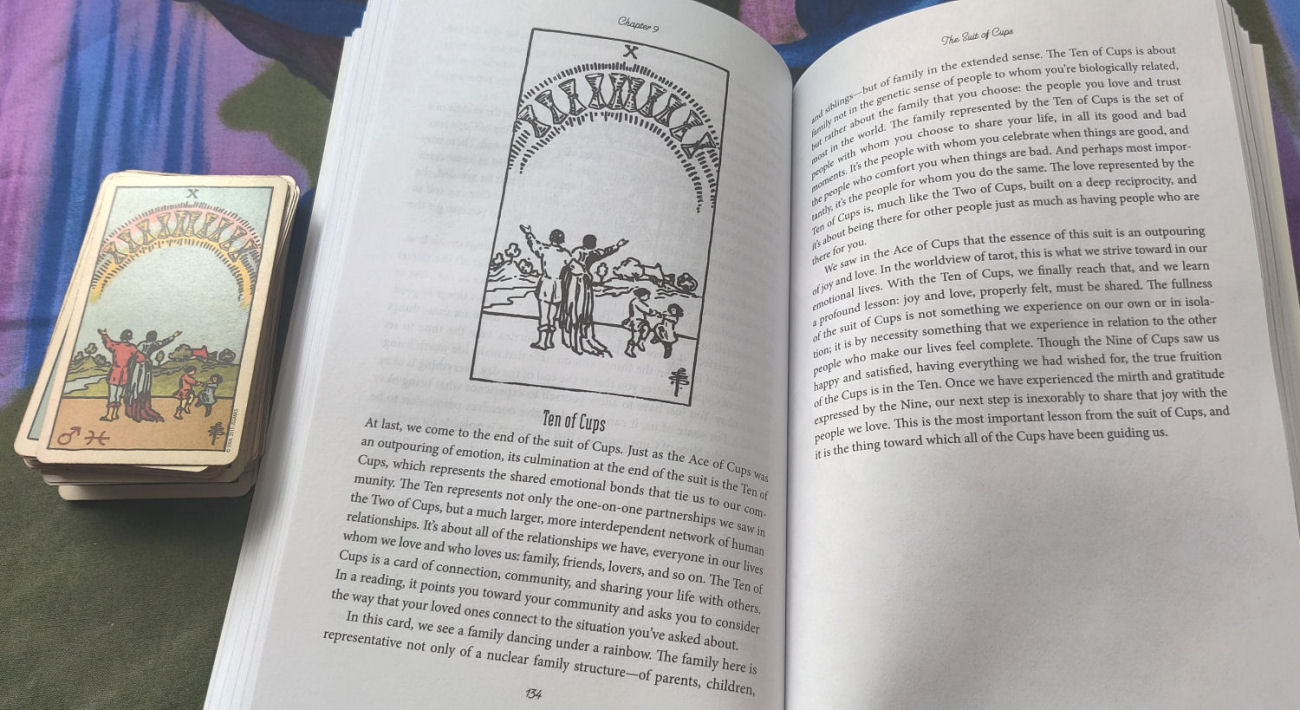 X
♂ ♓
Chapter 9
X
Ten of Cups
At last, we come to the end of the suit of Cups. Just as the Ace of Cups was
an outpouring of emotion, its culmination at the end of the suit is the Ten of
Cups, which represents the shared emotional bonds that tie us to our com-
munity. The Ten represents not only the one-on-one partnerships we saw in
the Two of Cups, but a much larger, more interdependent network of human
relationships. It's about all of the relationships we have, everyone in our lives
whom we love and who loves us: family, friends, lovers, and so on. The Ten of
Cups is a card of connection, community, and sharing your life with others.
In a reading, it points you toward your community and asks you to consider
the way that your loved ones connect to the situation you've asked about.
In this card, we see a family dancing under a rainbow. The family here is
representative not only of a nuclear family structure—of parents, children,
134
The Suit of Cups
and siblings—but of family in the extended sense. The Ten of Cups is about
family not in the genetic sense of people to whom you're biologically related,
but rather about the family that you choose: the people you love and trust
most in the world. The family represented by the Ten of Cups is the set of
people with whom you choose to share your life, in all its good and bad
moments. It's the people with whom you celebrate when things are good, and
the people who comfort you when things are bad. And perhaps most impor-
tantly, it's the people for whom you do the same. The love represented by the
Ten of Cups is, much like the Two of Cups, built on a deep reciprocity, and
it's about being there for other people just as much as having people who are
there for you.
We saw in the Ace of Cups that the essence of this suit is an outpouring
of joy and love. In the worldview of tarot, this is what we strive toward in our
emotional lives. With the Ten of Cups, we finally reach that, and we learn
a profound lesson: joy and love, properly felt, must be shared. The fullness
of the suit of Cups is not something we experience on our own or in isola-
tion; it is by necessity something that we experience in relation to the other
people who make our lives feel complete. Though the Nine of Cups saw us
happy and satisfied, having everything we had wished for, the true fruition
of the Cups is in the Ten. Once we have experienced the mirth and gratitude
expressed by the Nine, our next step is inexorably to share that joy with the
people we love. This is the most important lesson from the suit of Cups, and
it is the thing toward which all of the Cups have been guiding us.